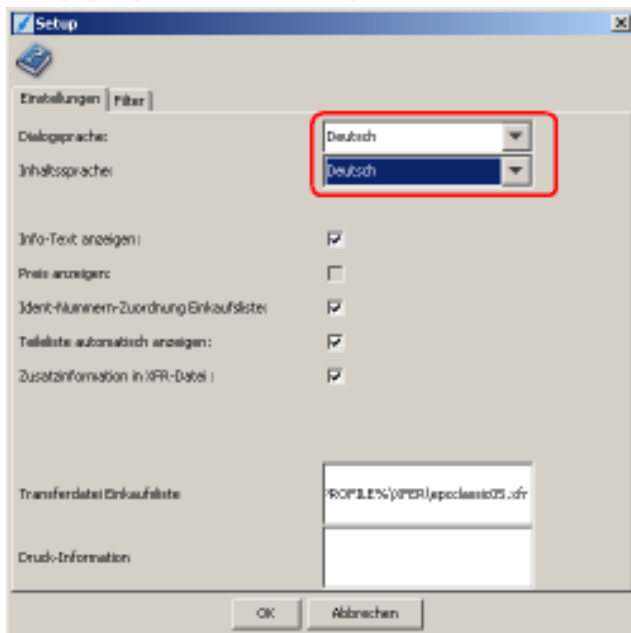 Setup
Einstellungen Filter
Dialogsprache: Deutsch
Inhaltssprache: Deutsch
Info-Text anzeigen:
Preis anzeigen:
Ident-Nummern-Zuordnung Einkaufsliste:
Teileliste automatisch anzeigen:
Zusatzinformation in XFR-Datei :
Transferdatei Einkaufsliste PROFILE%\XFER\epcclassic05.xfr
Druck-Information
OK Abbrechen